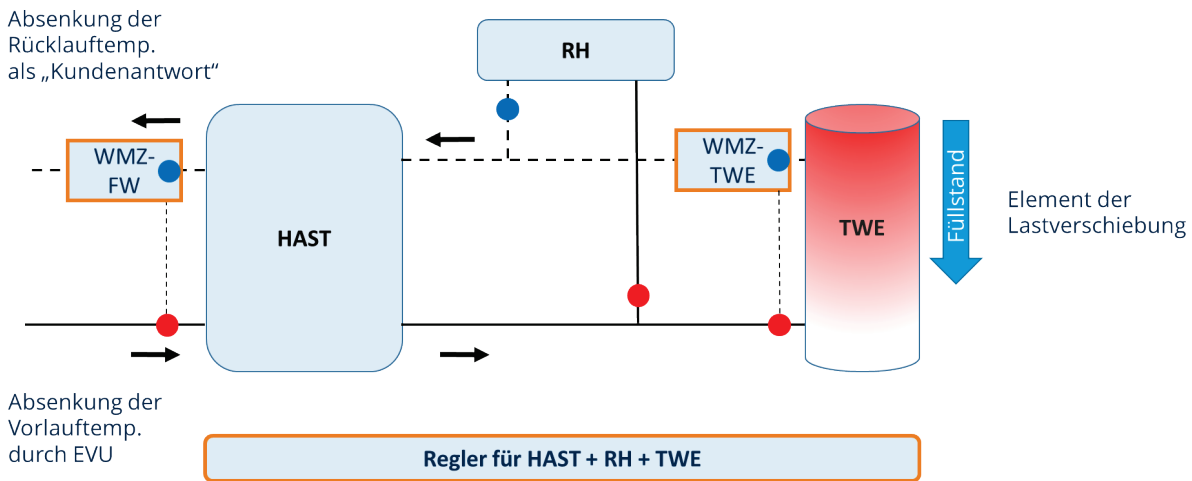 Absenkung der
Rücklauftemp.
als „Kundenantwort“
RH
WMZ-
FW
WMZ-
TWE
HAST
TWE
Füllstand
Element der
Lastverschiebung
Absenkung der
Vorlauftemp.
durch EVU
Regler für HAST + RH + TWE